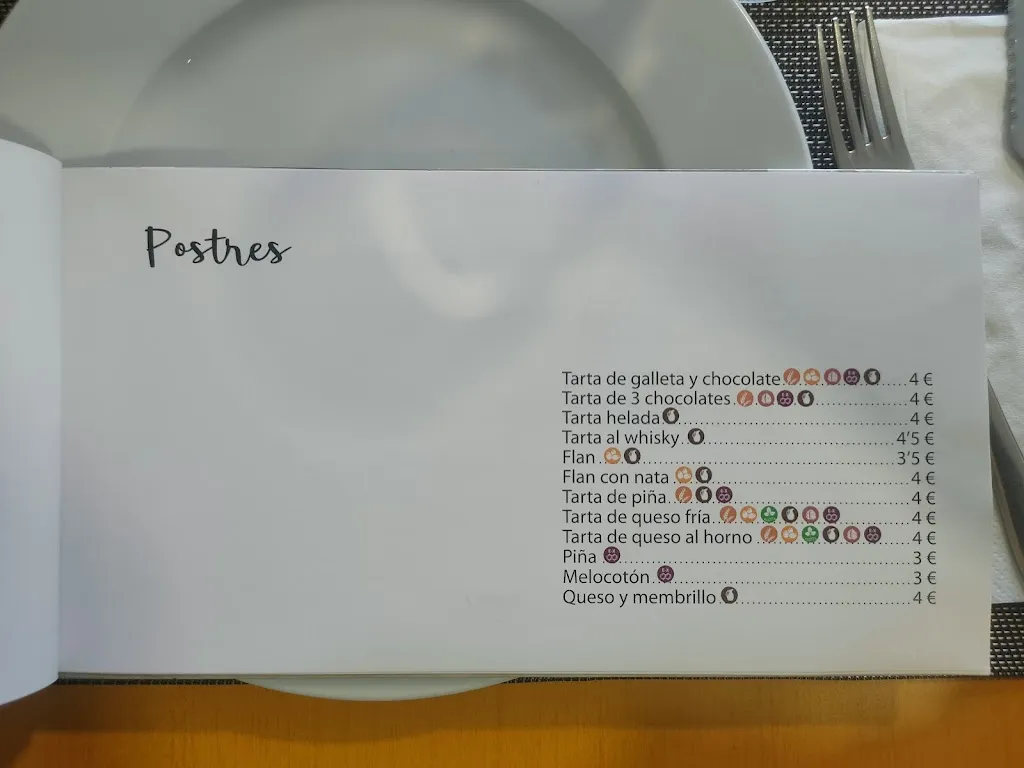 Postres
Tarta de galleta y chocolate.....4 €
Tarta de 3 chocolates..................4 €
Tarta helada..................4 €
Tarta al whisky..................4'5 €
Flan..................3'5 €
Flan con nata..................4 €
Tarta de piña..................4 €
Tarta de queso fría..................4 €
Tarta de queso al horno......4 €
Piña..................3 €
Melocotón..................3 €
Queso y membrillo..................4 €